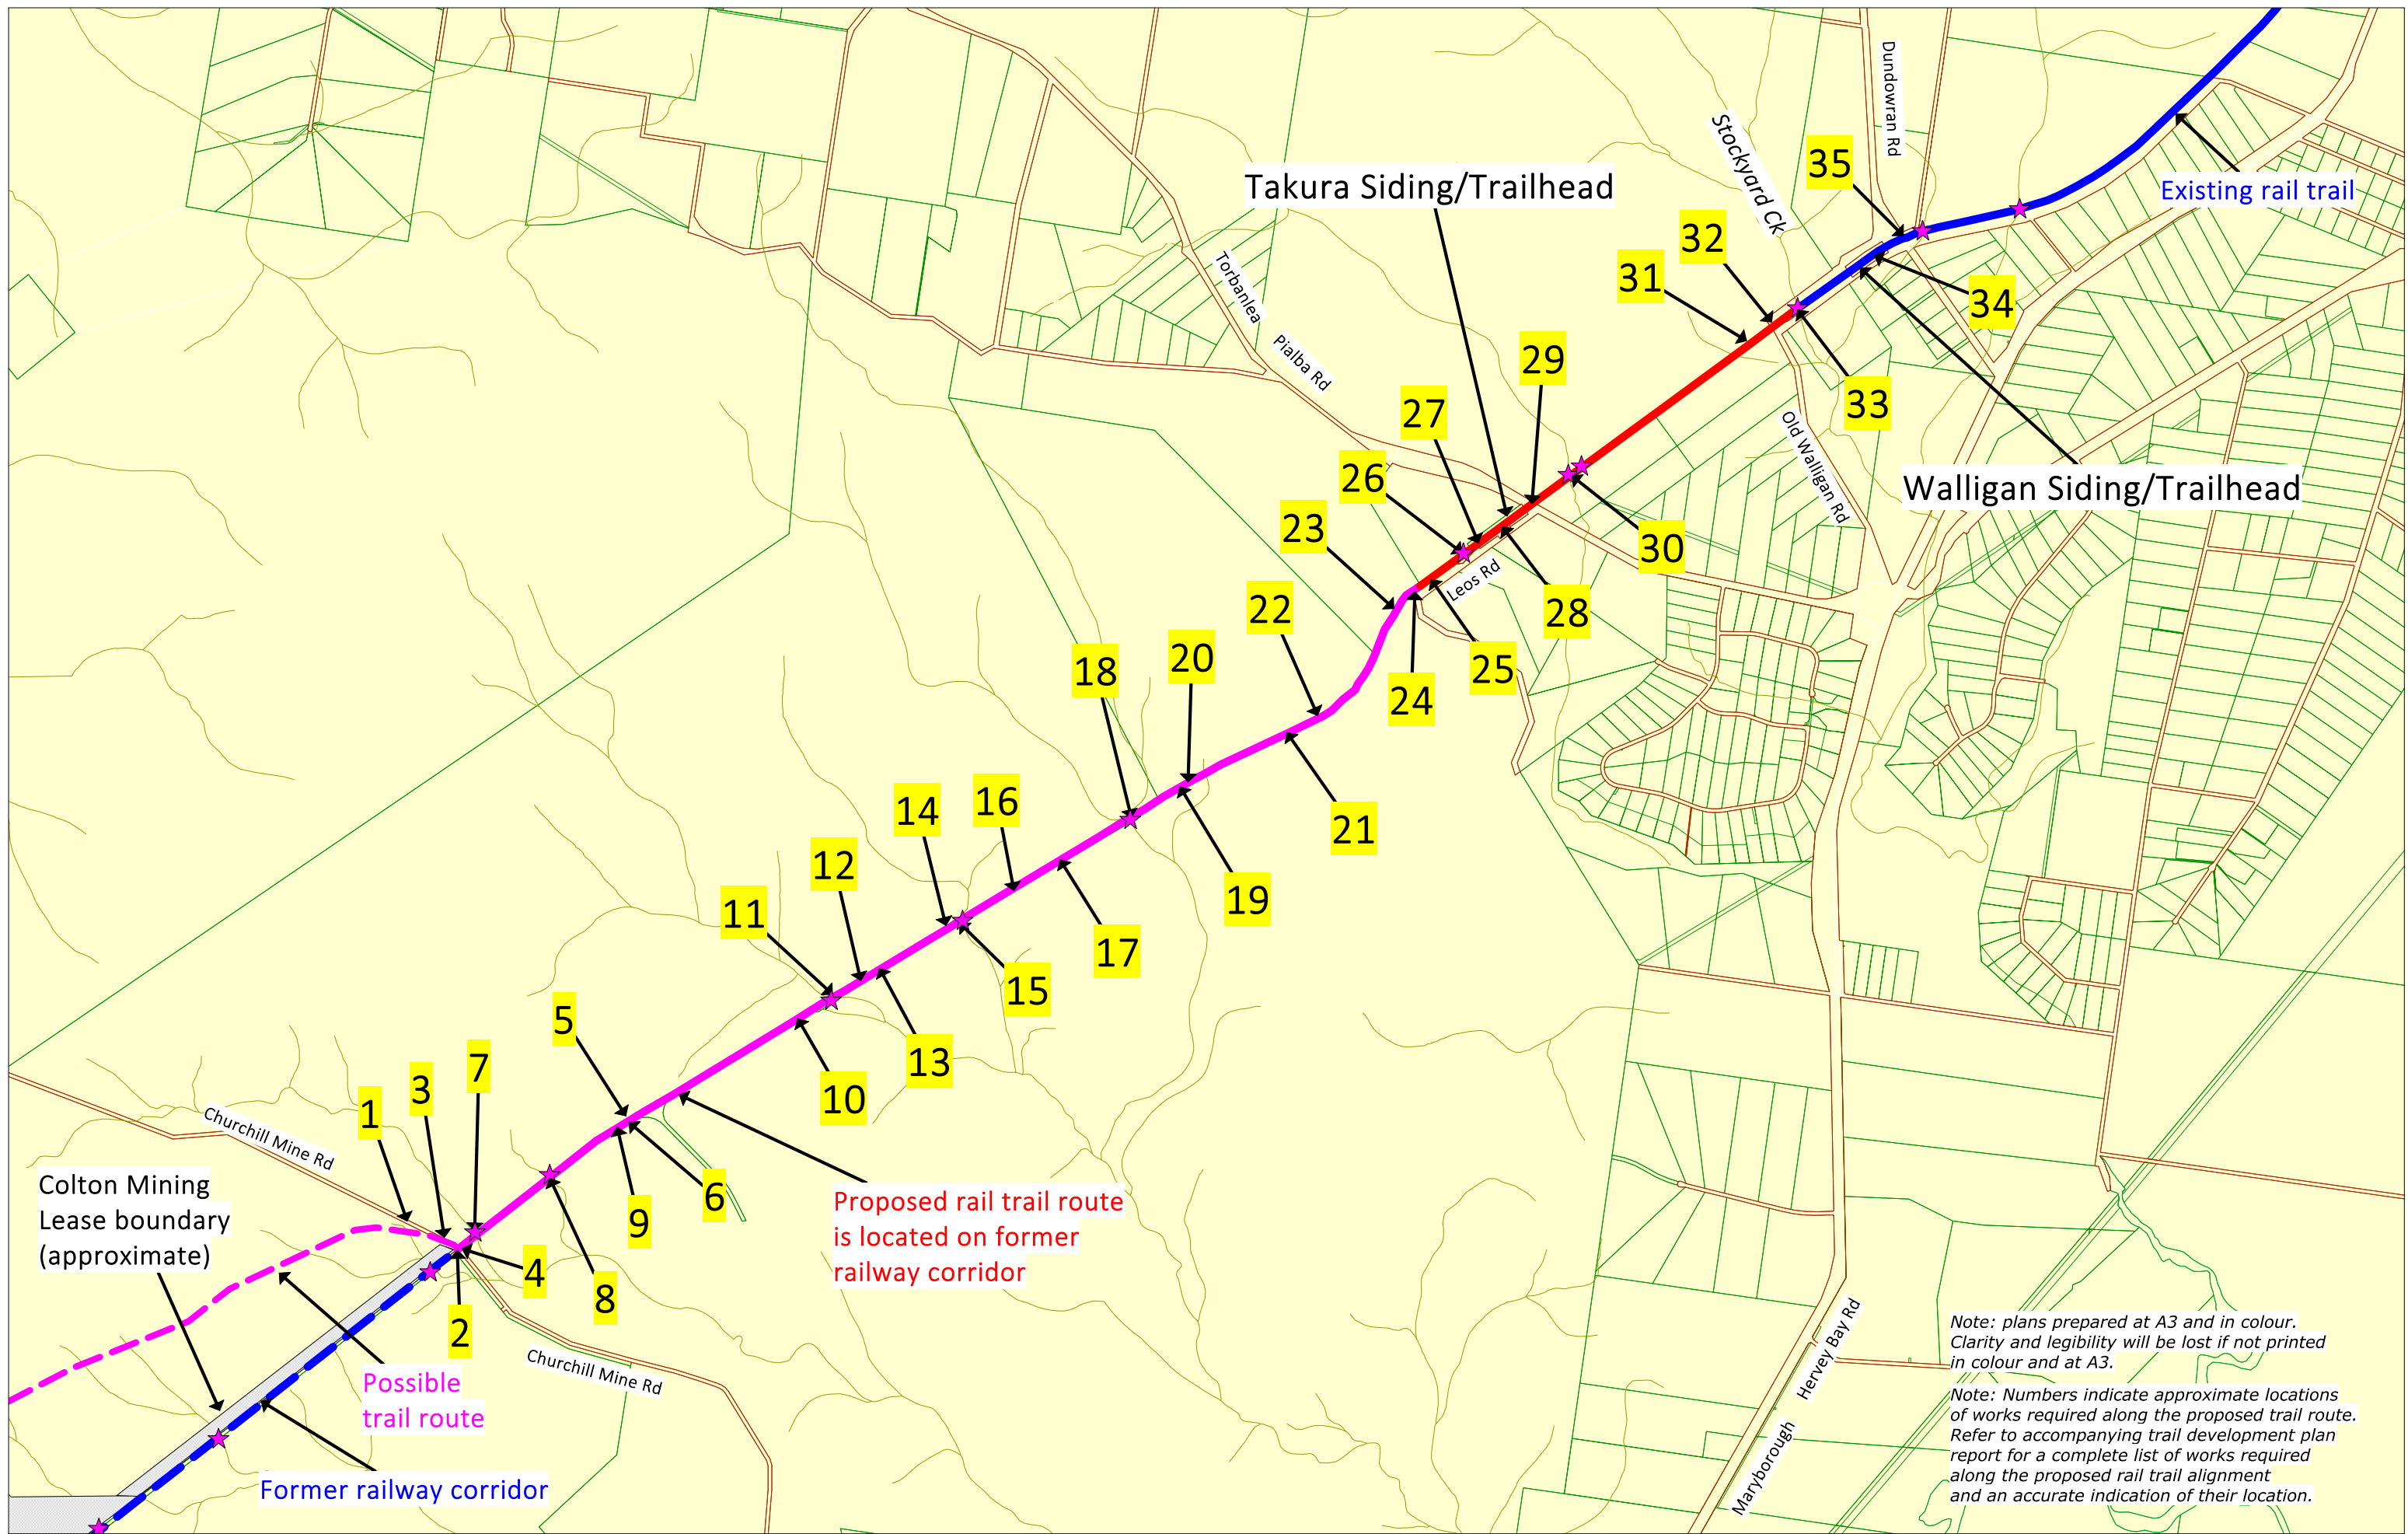 Dundowran Rd
Stockyard Ck
35
Takura Siding/Trailhead
Existing rail trail
32
31
34
Torbanlea
Pialba Rd
29
33
27
Old Walligan Rd
26
Walligan Siding/Trailhead
23
30
Leos Rd
22
28
20
18
25
24
14
16
21
12
19
11
17
15
5
13
7
3
10
1
Churchill Mine Rd
6
9
Colton Mining
Lease boundary
(approximate)
Proposed rail trail route
is located on former
railway corridor
4
8
2
Churchill Mine Rd
Possible
trail route
Former railway corridor
Maryborough
Hervey Bay Rd
Note: plans prepared at A3 and in colour.
Clarity and legibility will be lost if not printed
in colour and at A3.
Note: Numbers indicate approximate locations
of works required along the proposed trail route.
Refer to accompanying trail development plan
report for a complete list of works required
along the proposed rail trail alignment
and an accurate indication of their location.